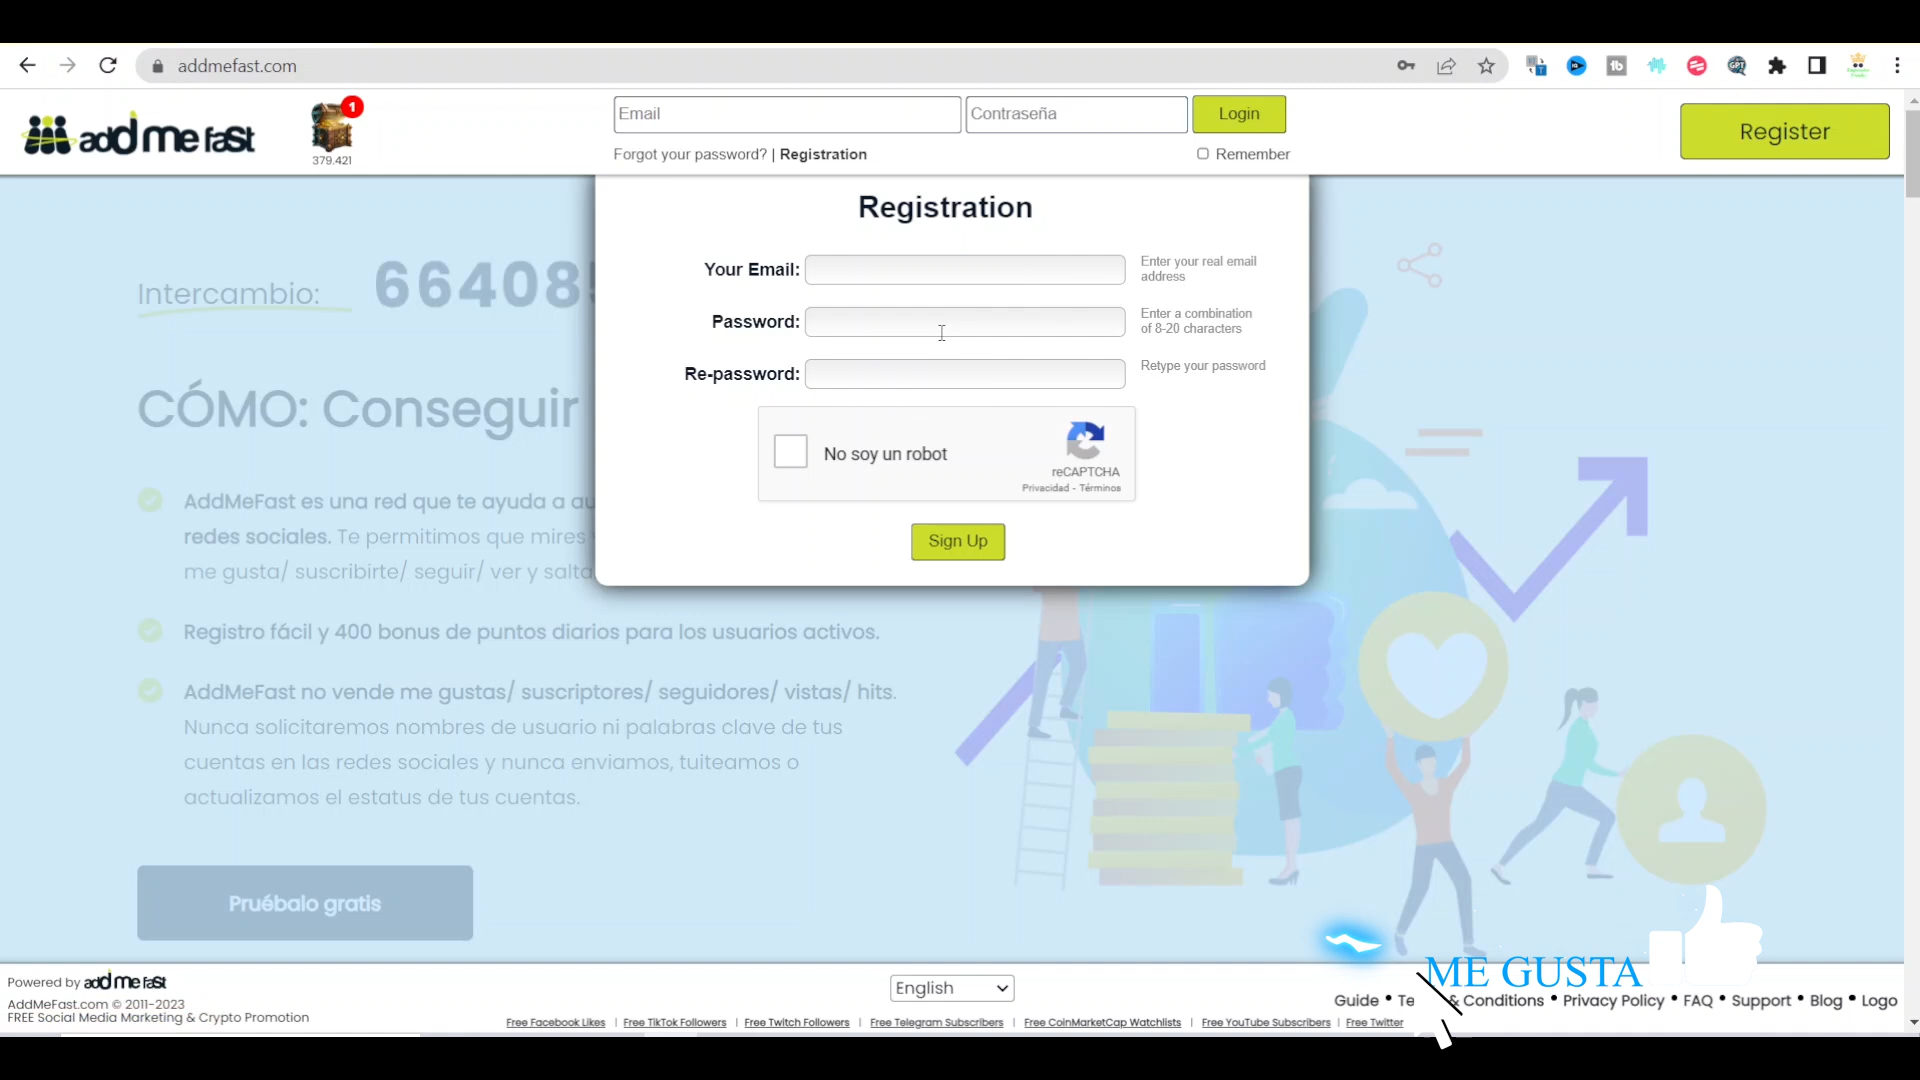 addmefast.com
add me fast
1
379.421
Email
Contraseña
Login
Forgot your password? | Registration
Remember
Register
Registration
Your Email:
Enter your real email
address
Password:
Enter a combination
of 8-20 characters
Re-password:
Retype your password
No soy un robot
reCAPTCHA
Privacidad - Términos
Sign Up
Intercambio:
66408
CÓMO: Conseguir
AddMeFast es una red que te ayuda a au
redes sociales. Te permitimos que mires
me gusta/ suscribirte/ seguir/ ver y salta
Registro fácil y 400 bonus de puntos diarios para los usuarios activos.
AddMeFast no vende me gustas/ suscriptores/ seguidores/ vistas/ hits.
Nunca solicitaremos nombres de usuario ni palabras clave de tus
cuentas en las redes sociales y nunca enviamos, tuiteamos o
actualizamos el estatus de tus cuentas.
Pruébalo gratis
ME GUSTA
Powered by add me fast
AddMeFast.com © 2011-2023
FREE Social Media Marketing & Crypto Promotion
English
Guide • Te & Conditions • Privacy Policy • FAQ • Support • Blog • Logo
Free Facebook Likes | Free TikTok Followers | Free Twitch Followers | Free Telegram Subscribers | Free CoinMarketCap Watchlists | Free YouTube Subscribers | Free Twitter